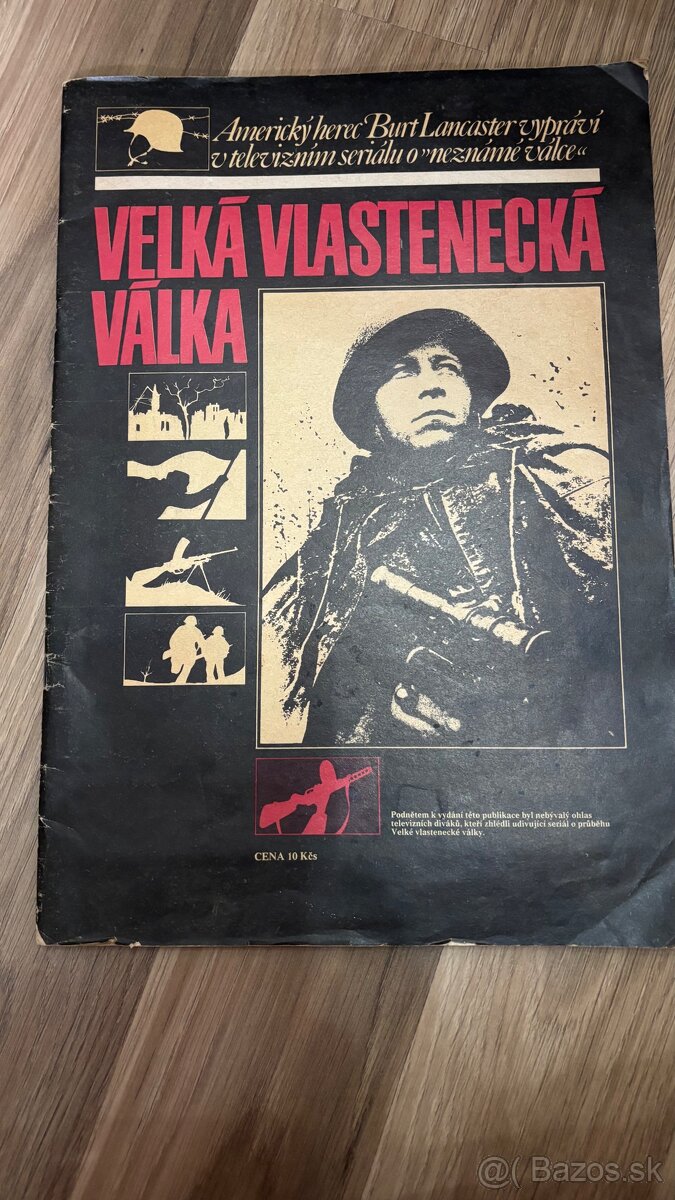 Americký herec Burt Lancaster vypráví
v televizním seriálu o »neznámé válce«
VELKÁ VLASTENECKÁ
VÁLKA
Podnětem k vydání této publikace byl nebývalý ohlas
televizních diváků, kteří zhlédli udivující seriál o průběhu
Velké vlastenecké války.
CENA 10 Kčs
@( Bazos.sk